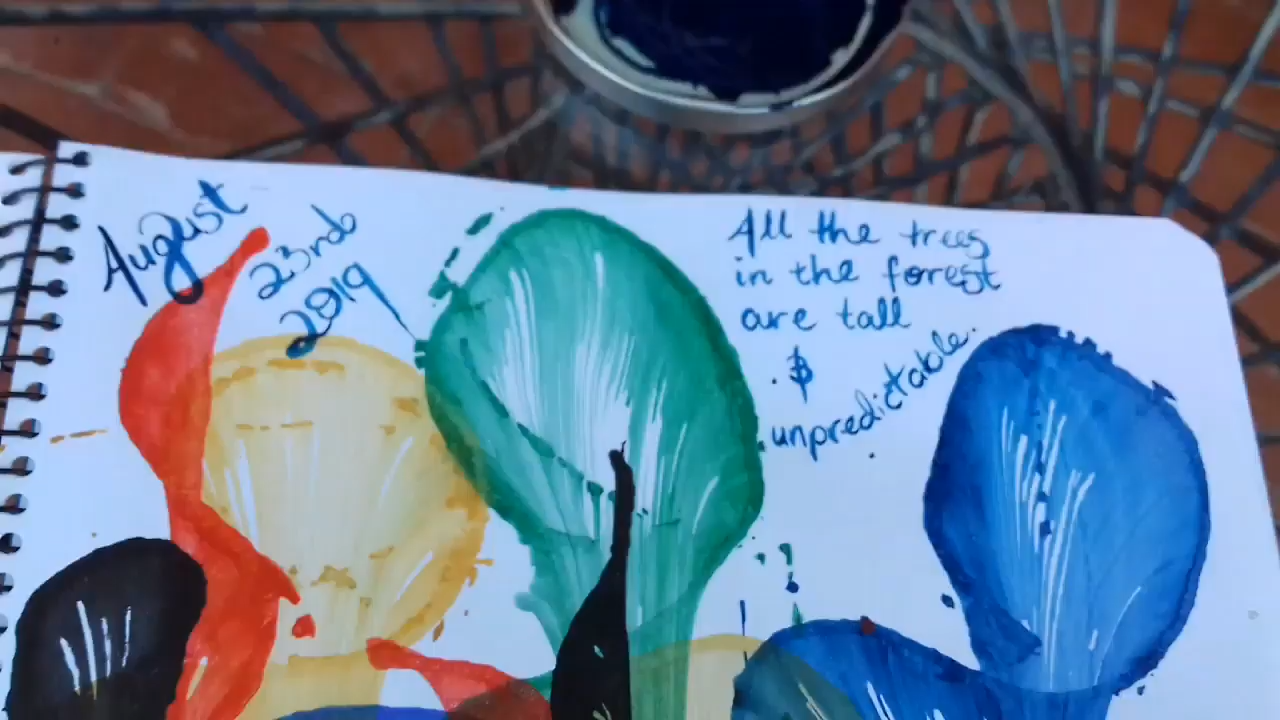 August
23rd
2019
All the trees
in the forest
are tall
. $
unpredictable.